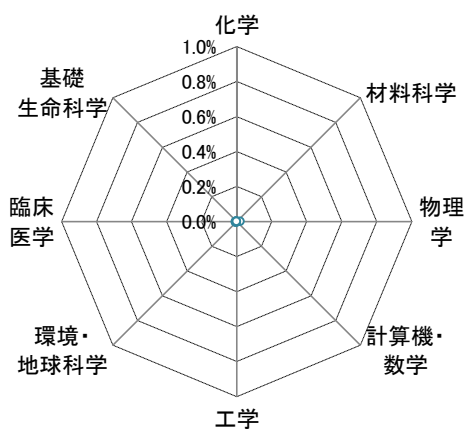 化学
1.0%
0.8%
0.6%
0.4%
0.2%
0.0%
材料科学
物理
学
計算機・
数学
工学
環境・
地球科学
臨床
医学
基礎
生命科学